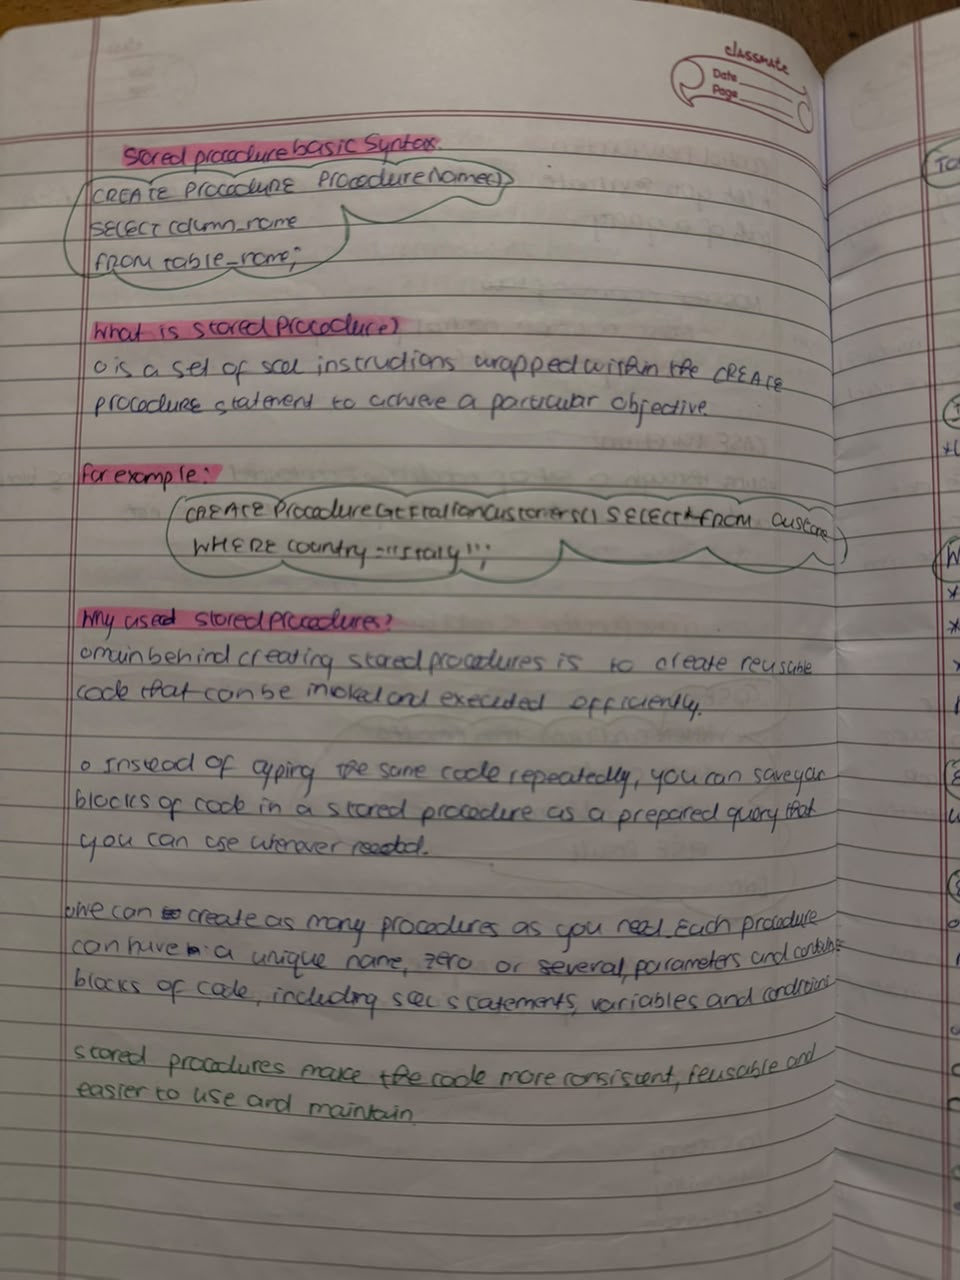 classmate
Date
Page
Stored procedure basic Syntax
CREATE Procedure ProcedureName()
SELECT column_name
FROM table_name;
What is stored Procedure?
o is a set of SQL instructions wrapped within the CREATE
procedure statement to achieve a particular objective
For example:
CREATE Procedure GetItalianCustomers() SELECT * FROM Custome
WHERE country = "Italy";
Why used stored procedures?
o main behind creating stored procedures is to create reusable
code that can be invoked and executed efficiently.
o Instead of typing the same code repeatedly, you can save your
blocks of code in a stored procedure as a prepared query that
you can use whenever needed.
o We can create as many procedures as you need. Each procedure
can have a unique name, zero or several, parameters and contains
blocks of code, including SQL statements, variables and conditions
stored procedures make the code more consistent, reusable and
easier to use and maintain
TO